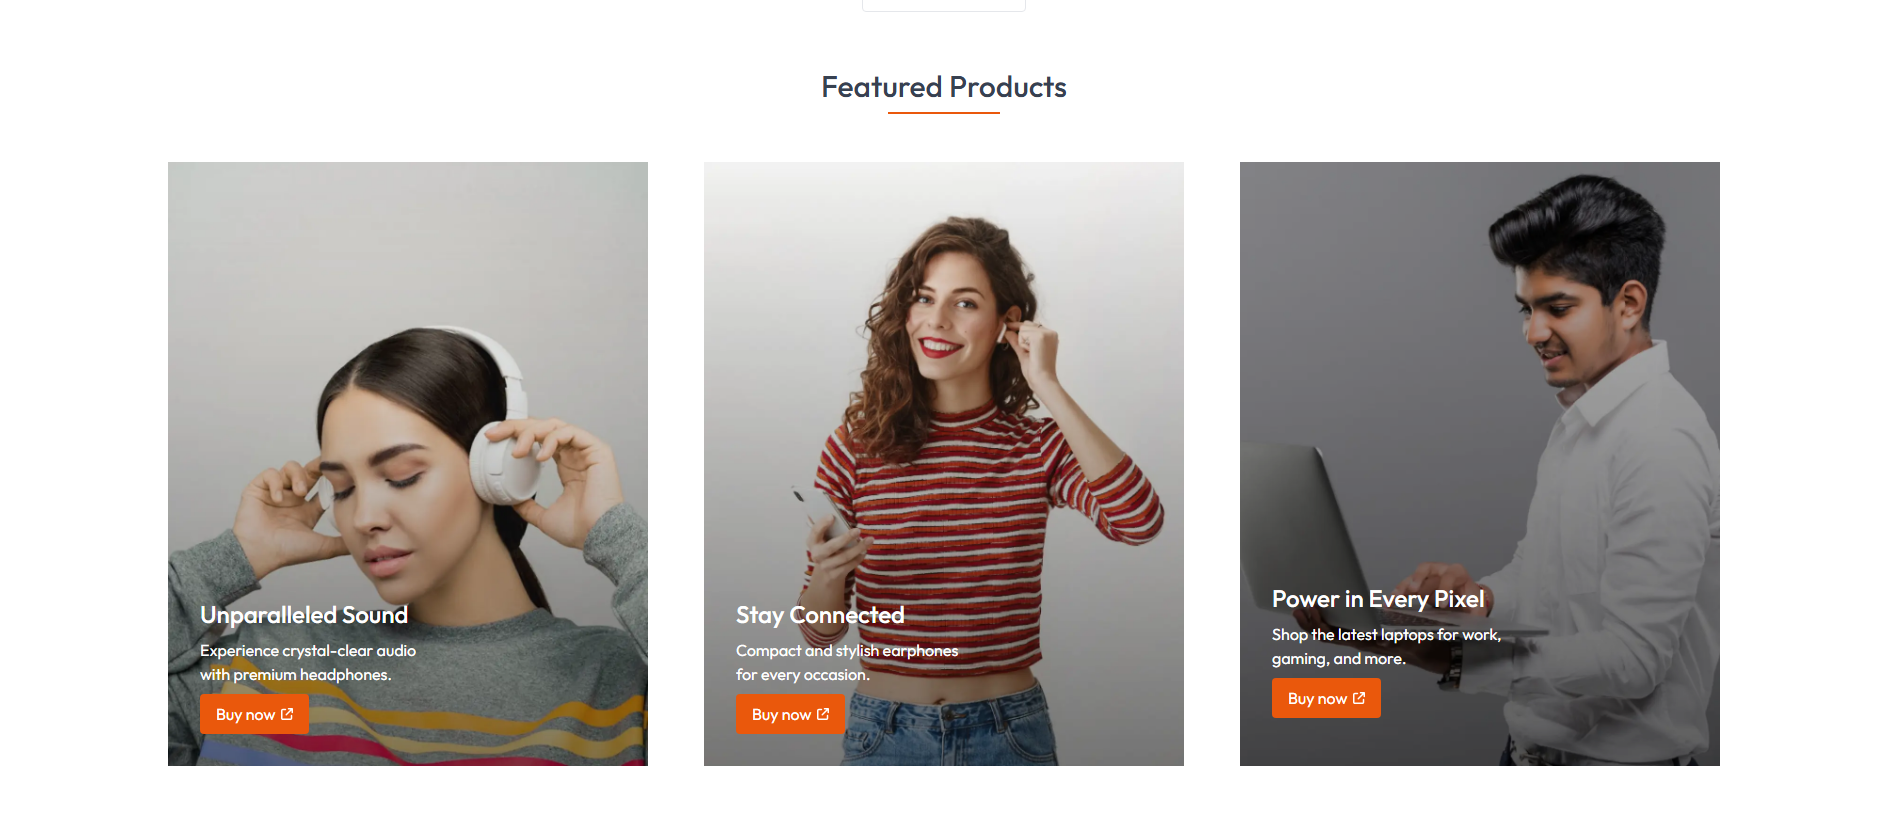 Featured Products
Unparalleled Sound
Experience crystal-clear audio
with premium headphones.
Buy now
Stay Connected
Compact and stylish earphones
for every occasion.
Buy now
Power in Every Pixel
Shop the latest laptops for work,
gaming, and more.
Buy now